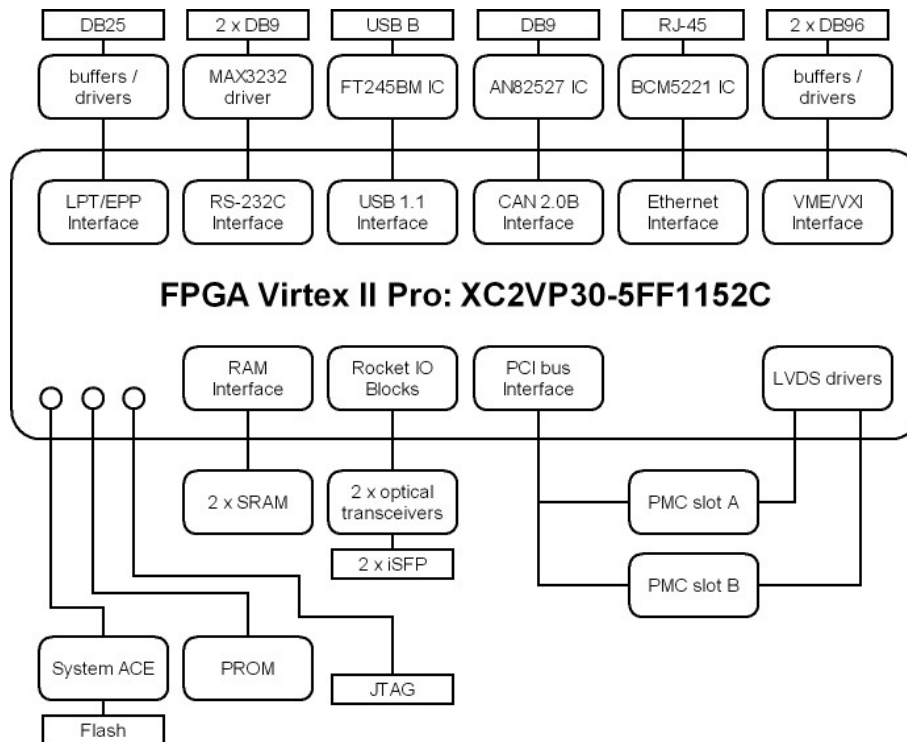 DB25
2 x DB9
USB B
DB9
RJ-45
2 x DB96
buffers /
drivers
MAX3232
driver
FT245BM IC
AN82527 IC
BCM5221 IC
buffers /
drivers
LPT/EPP
Interface
RS-232C
Interface
USB 1.1
Interface
CAN 2.0B
Interface
Ethernet
Interface
VME/VXI
Interface
FPGA Virtex II Pro: XC2VP30-5FF1152C
RAM
Interface
Rocket IO
Blocks
PCI bus
Interface
LVDS drivers
2 x SRAM
2 x optical
transceivers
2 x iSFP
PMC slot A
PMC slot B
System ACE
Flash
PROM
JTAG